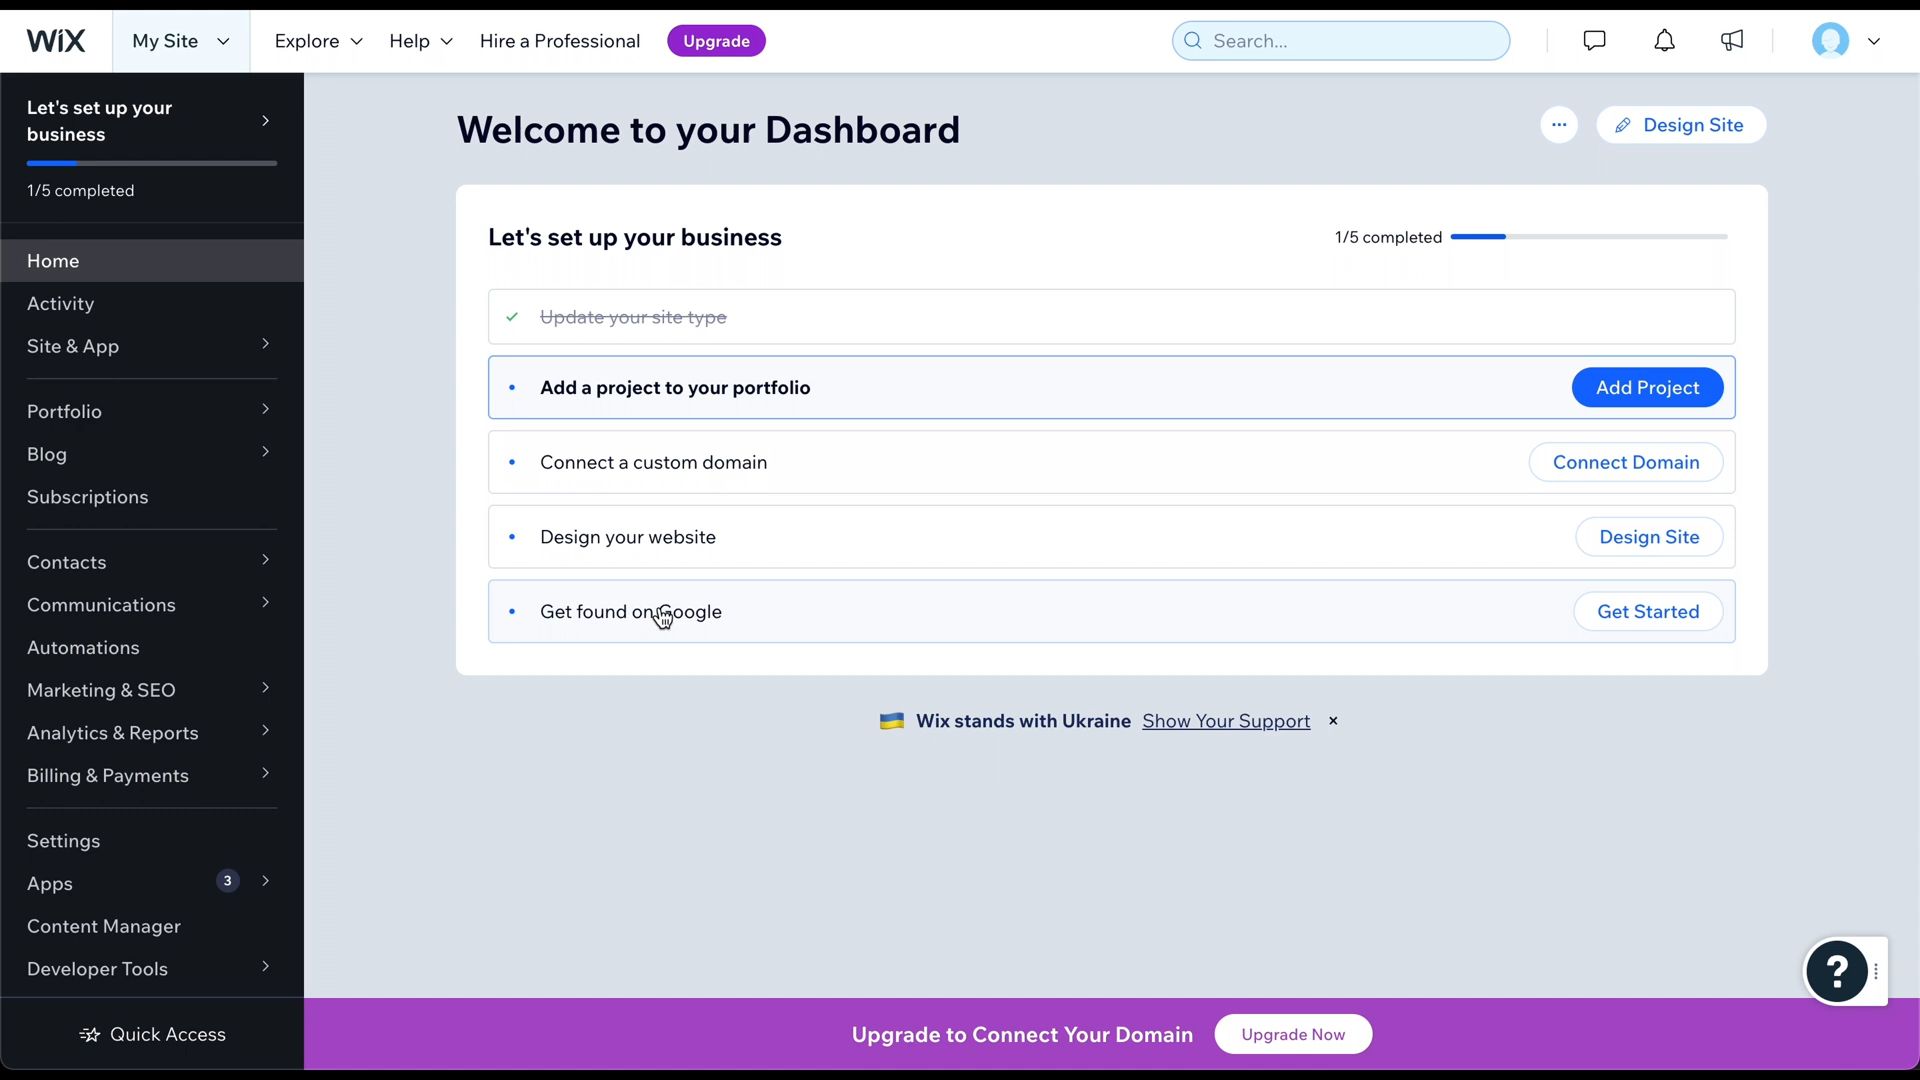 WiX
My Site
Explore
Help
Hire a Professional
Upgrade
Search...
Let's set up your
business
1/5 completed
Home
Activity
Site & App
Portfolio
Blog
Subscriptions
Contacts
Communications
Automations
Marketing & SEO
Analytics & Reports
Billing & Payments
Settings
Apps 3
Content Manager
Developer Tools
Quick Access
Welcome to your Dashboard
Design Site
Let's set up your business
1/5 completed
Update your site type
Add a project to your portfolio
Add Project
Connect a custom domain
Connect Domain
Design your website
Design Site
Get found on Google
Get Started
Wix stands with Ukraine Show Your Support
?
Upgrade to Connect Your Domain
Upgrade Now